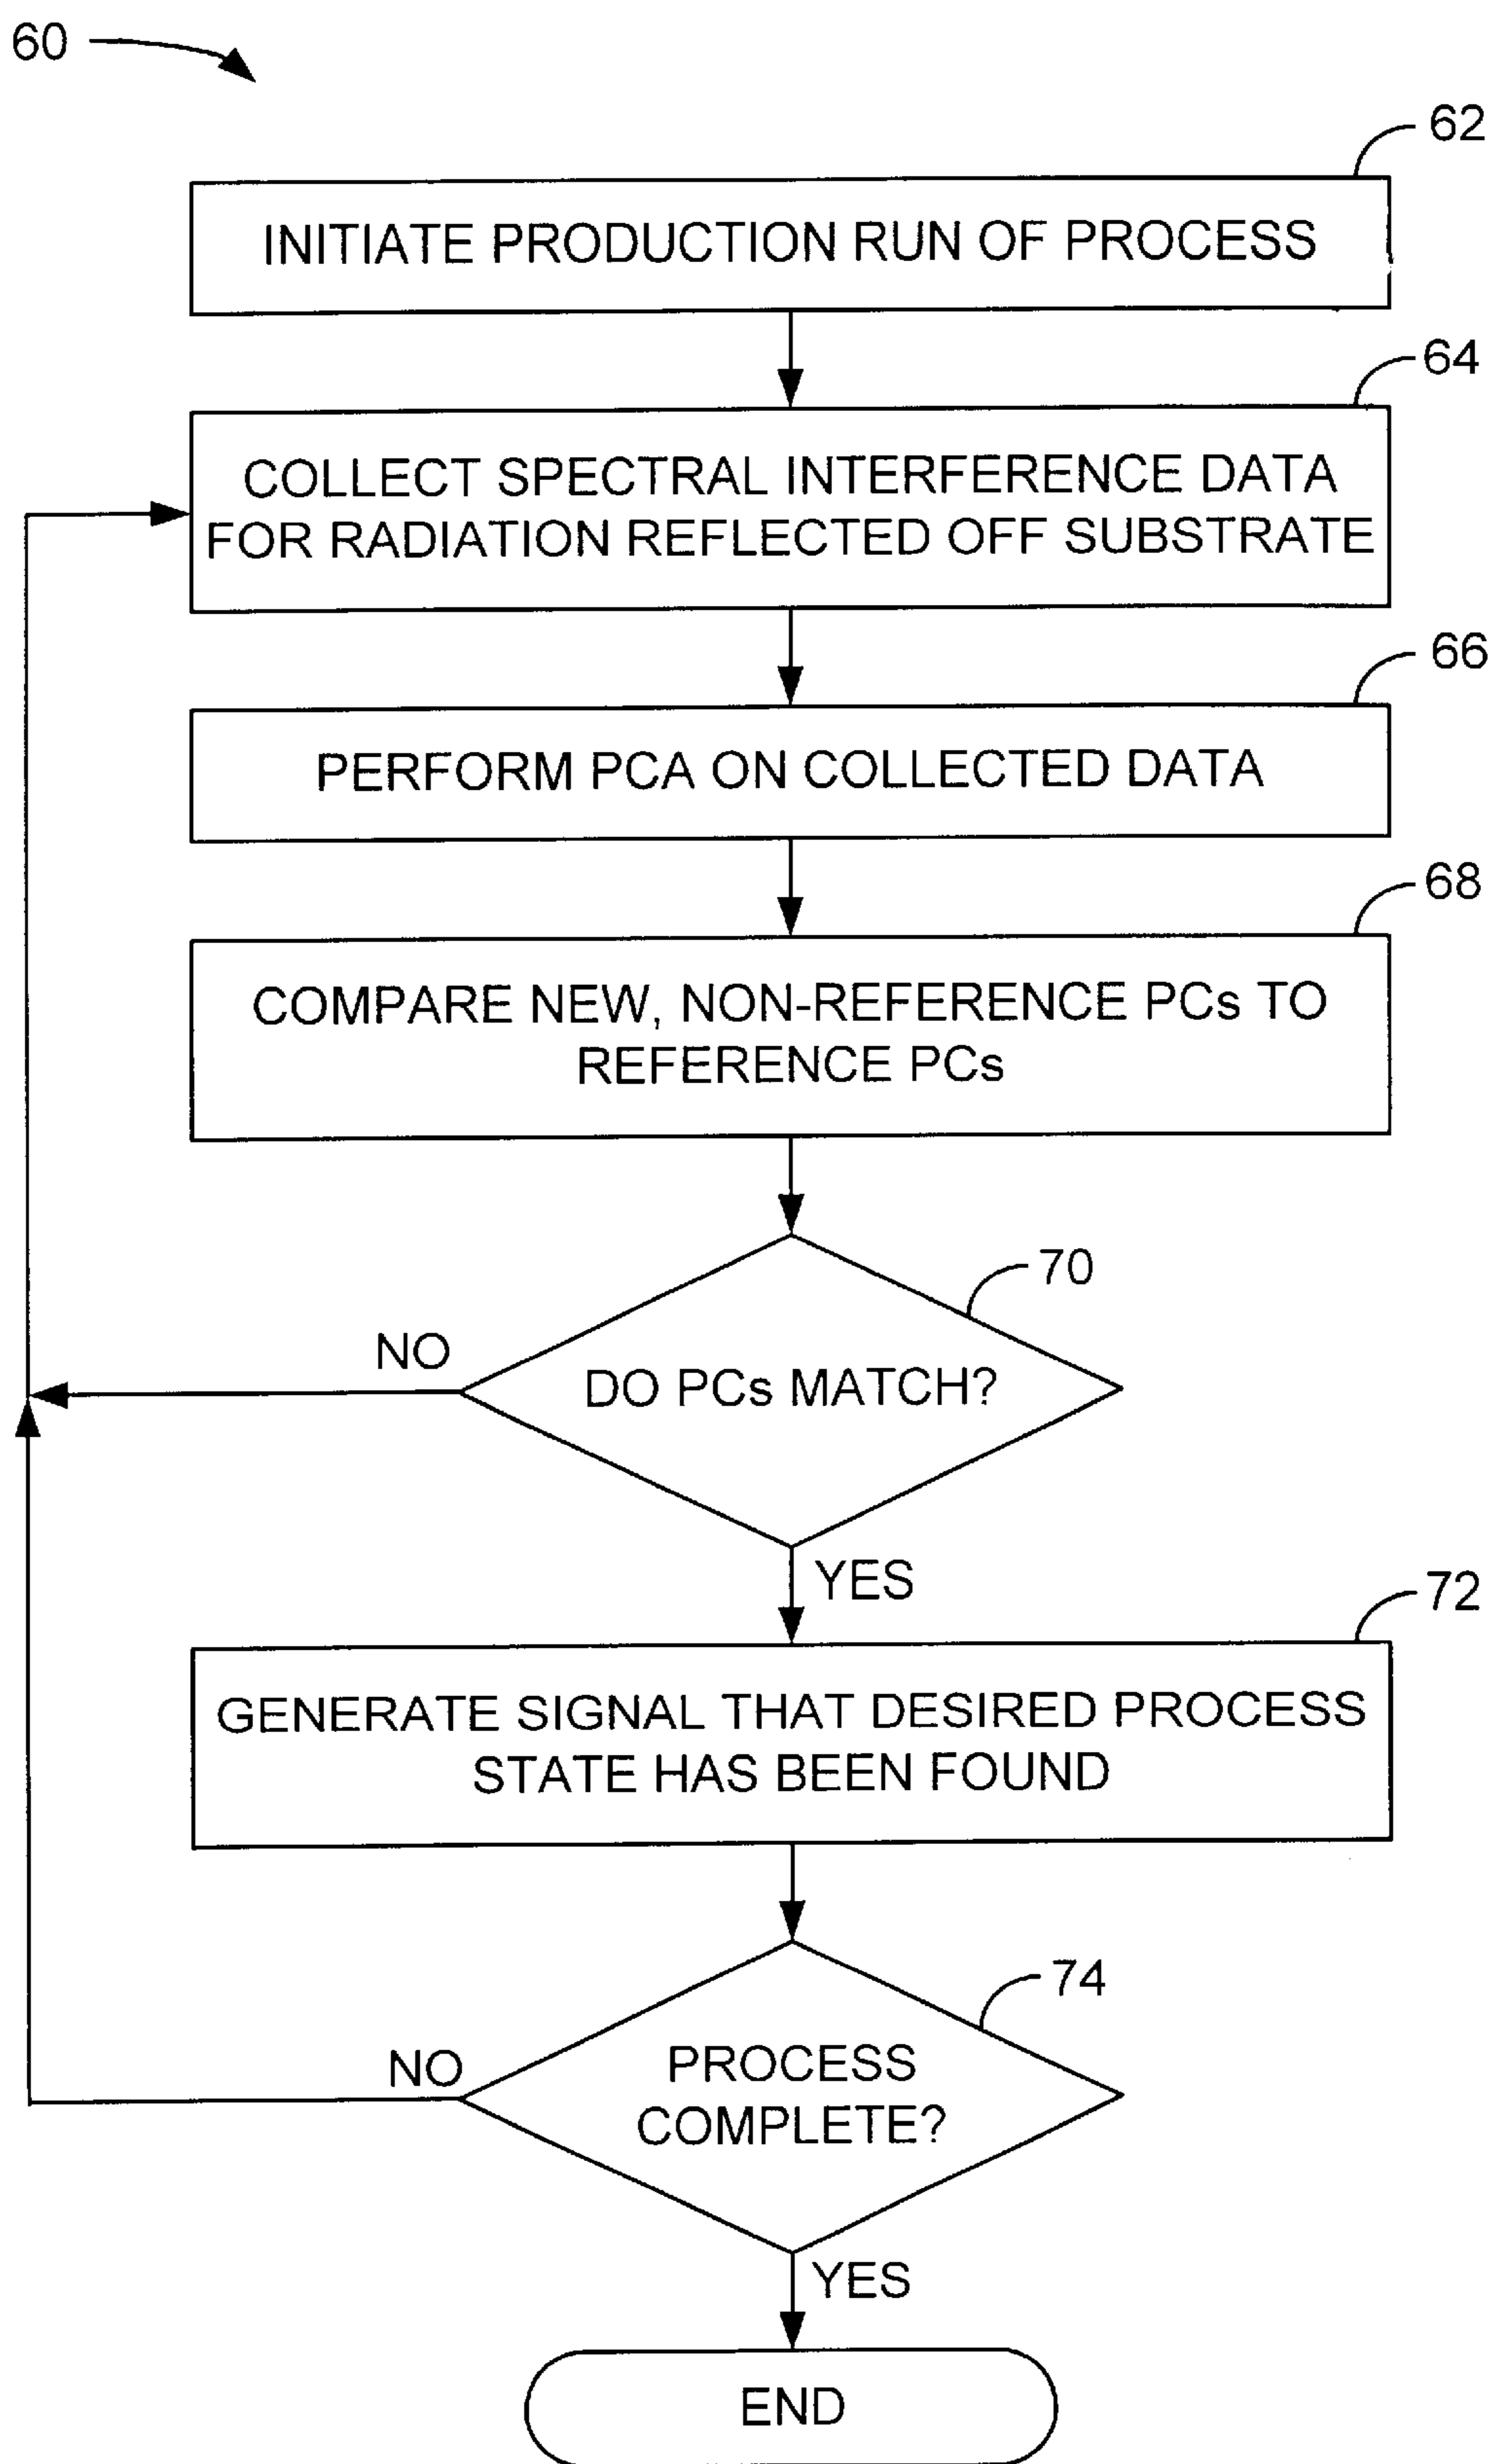 60
62
INITIATE PRODUCTION RUN OF PROCESS
64
COLLECT SPECTRAL INTERFERENCE DATA
FOR RADIATION REFLECTED OFF SUBSTRATE
66
PERFORM PCA ON COLLECTED DATA
68
COMPARE NEW, NON-REFERENCE PCs TO
REFERENCE PCs
70
NO
DO PCs MATCH?
YES
72
GENERATE SIGNAL THAT DESIRED PROCESS
STATE HAS BEEN FOUND
74
NO
PROCESS
COMPLETE?
YES
END